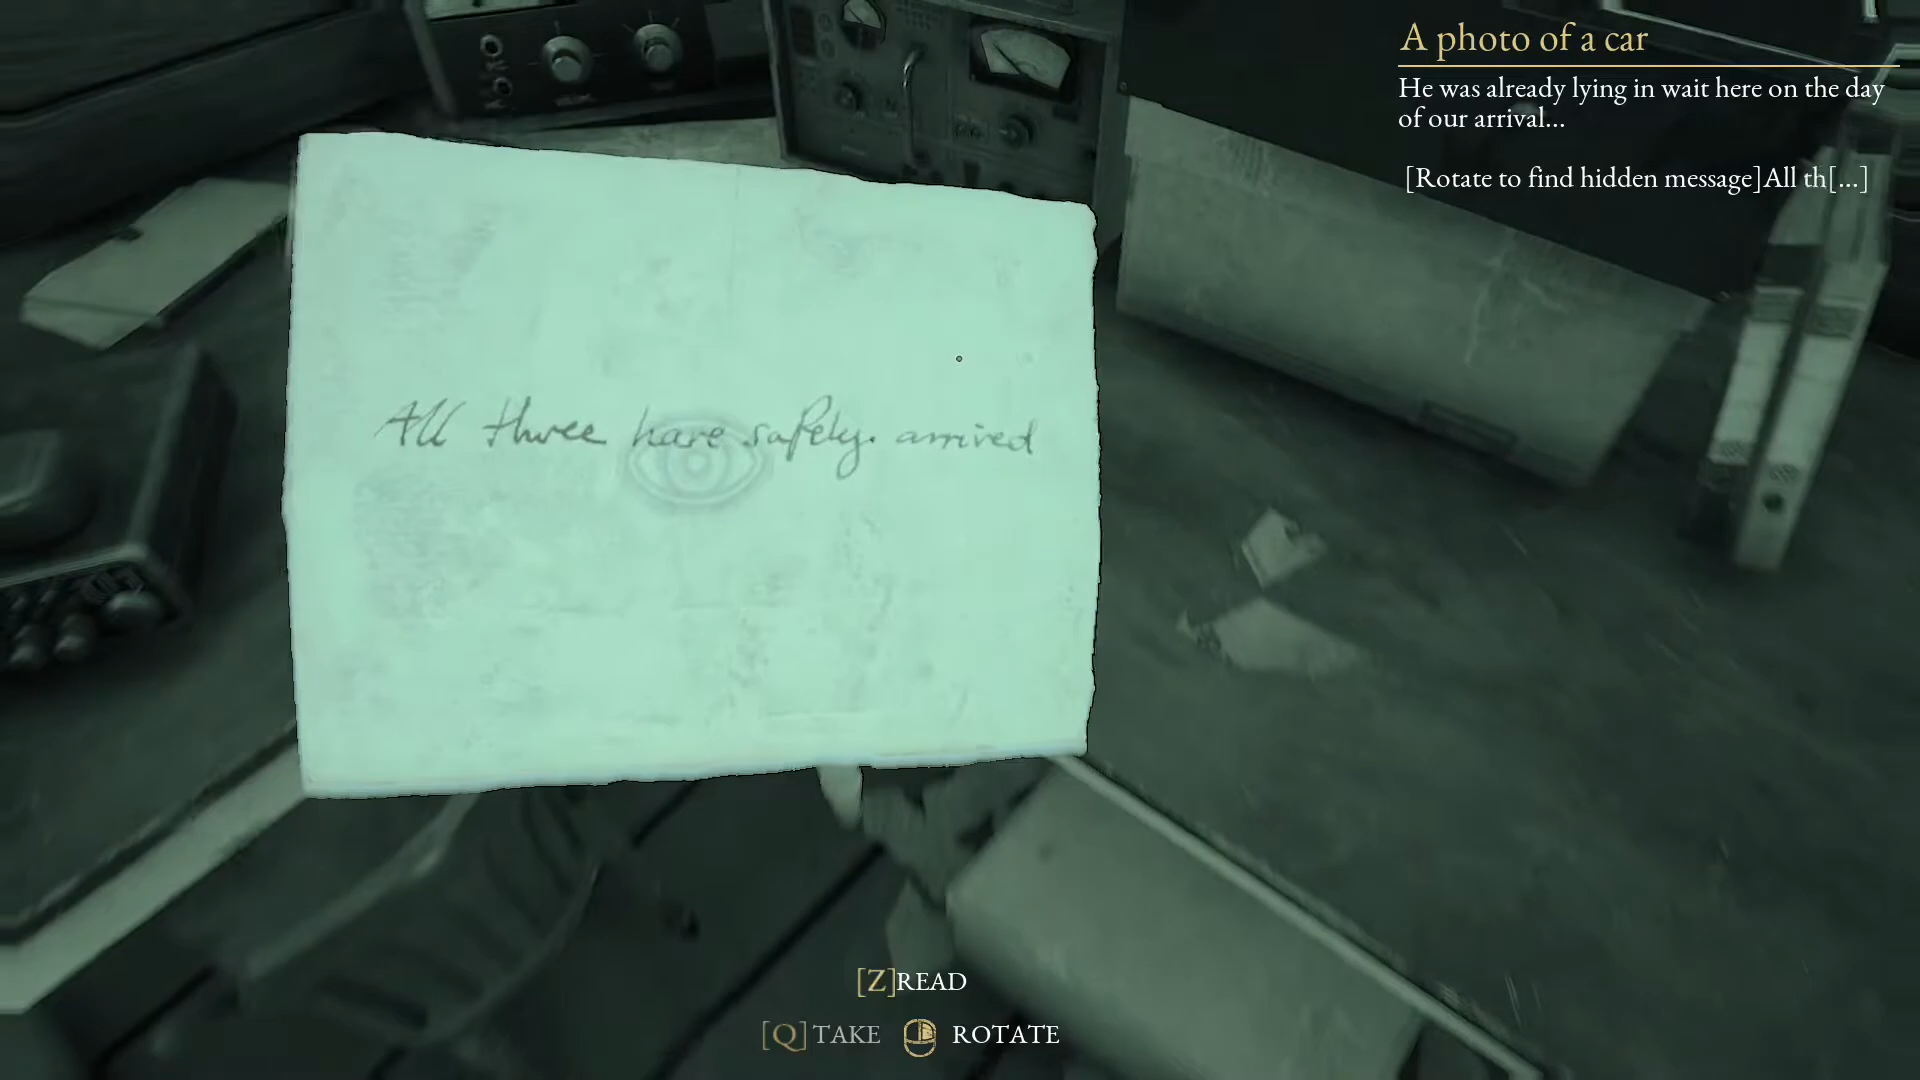 A photo of a car
He was already lying in wait here on the day
of our arrival...
[Rotate to find hidden message]All th[...]
All three have safely. arrived
[Z]READ
[Q]TAKE ROTATE